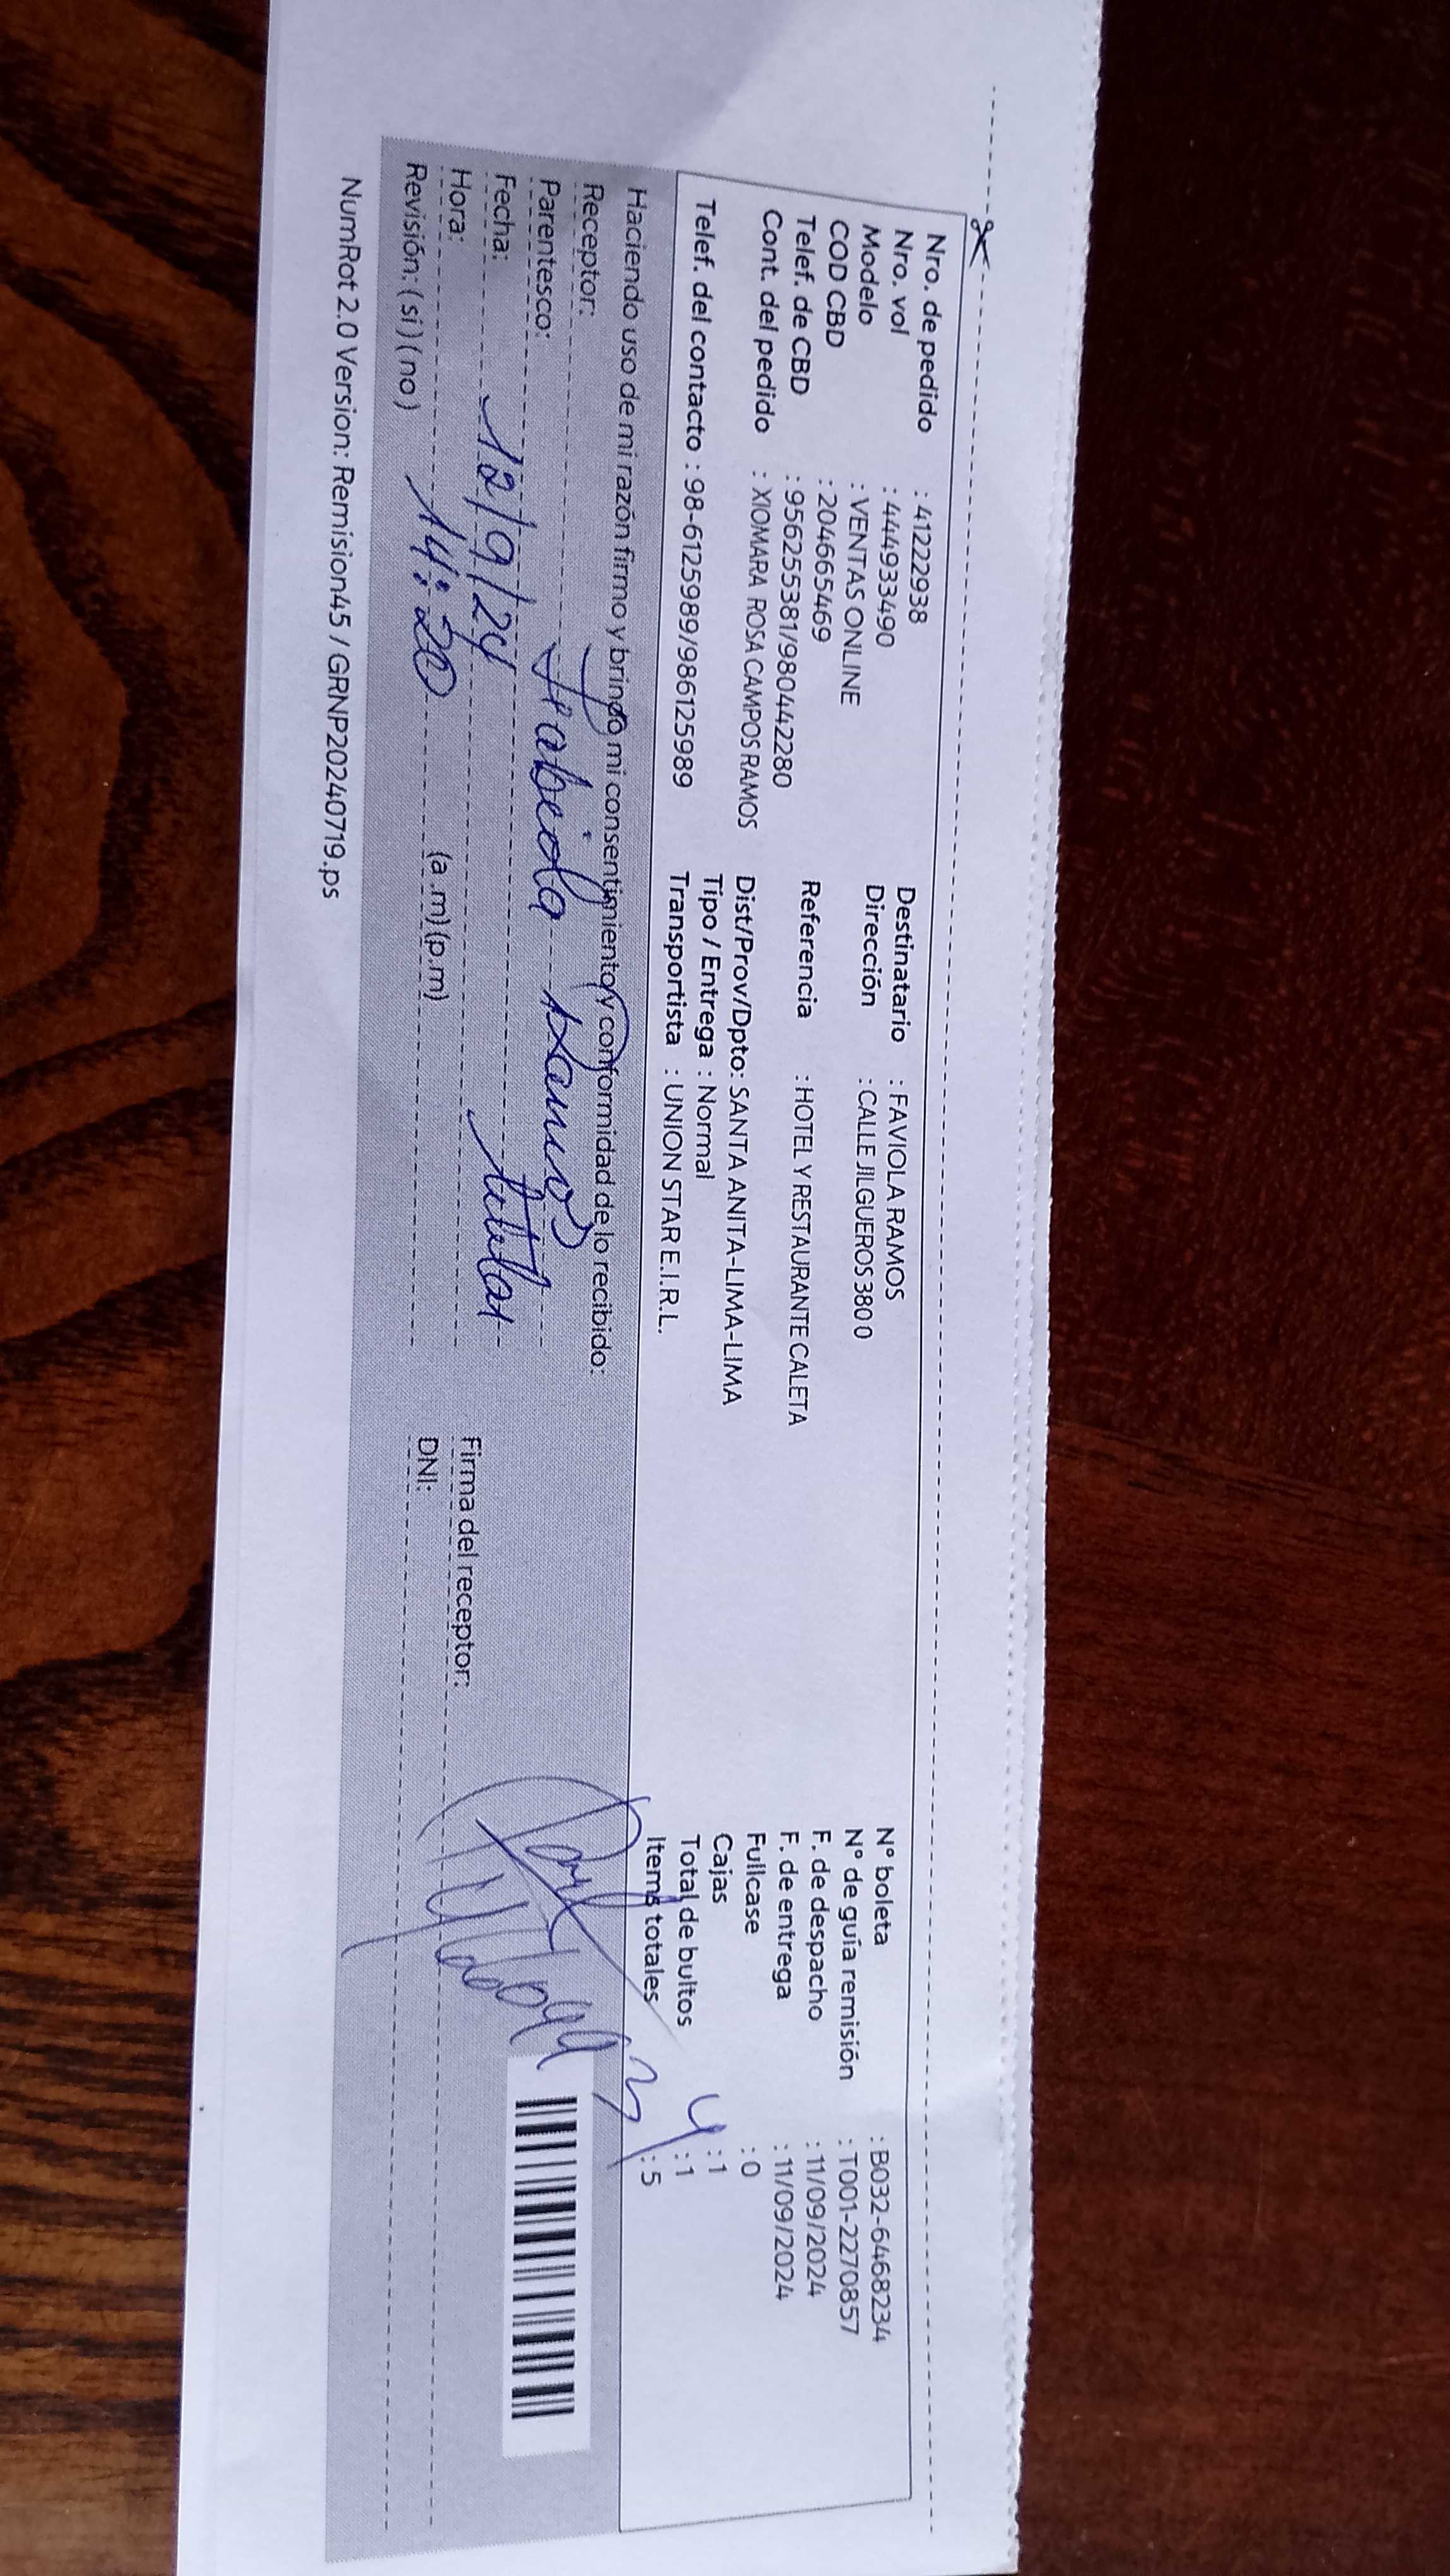 Nro. de pedido : 41222938
Nro. vol : 444933490
Modelo : VENTAS ONLINE
COD CBD : 204665469
Telef. de CBD : 956255381/980442280
Cont. del pedido : XIOMARA ROSA CAMPOS RAMOS
Telef. del contacto : 98-6125989/986125989
Destinatario : FAVIOLA RAMOS
Dirección : CALLE JILGUEROS 380 0
Referencia : HOTEL Y RESTAURANTE CALETA
Dist/Prov/Dpto: SANTA ANITA-LIMA-LIMA
Tipo / Entrega : Normal
Transportista : UNION STAR E.I.R.L.
N° boleta : B032-6468234
N° de guía remisión : T001-2270857
F. de despacho : 11/09/2024
F. de entrega : 11/09/2024
Fullcase : 0
Cajas : 1
Total de bultos : 1
Items totales : 5
Haciendo uso de mi razón firmo y brindo mi consentimiento y conformidad de lo recibido:
Receptor: Fabiola Ramos
Parentesco: titular
Fecha: 12/9/24
Hora: 14:20 (a.m) (p.m)
Revisión: ( si ) ( no )
Firma del receptor:
DNI:
NumRot 2.0 Version: Remision45 / GRNP20240719.ps